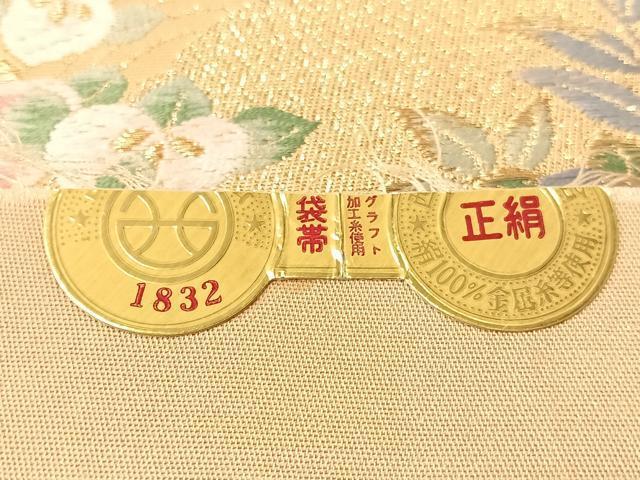 1832
袋帯
グラフト
加工糸使用
正絹
絹100%金属糸等使用